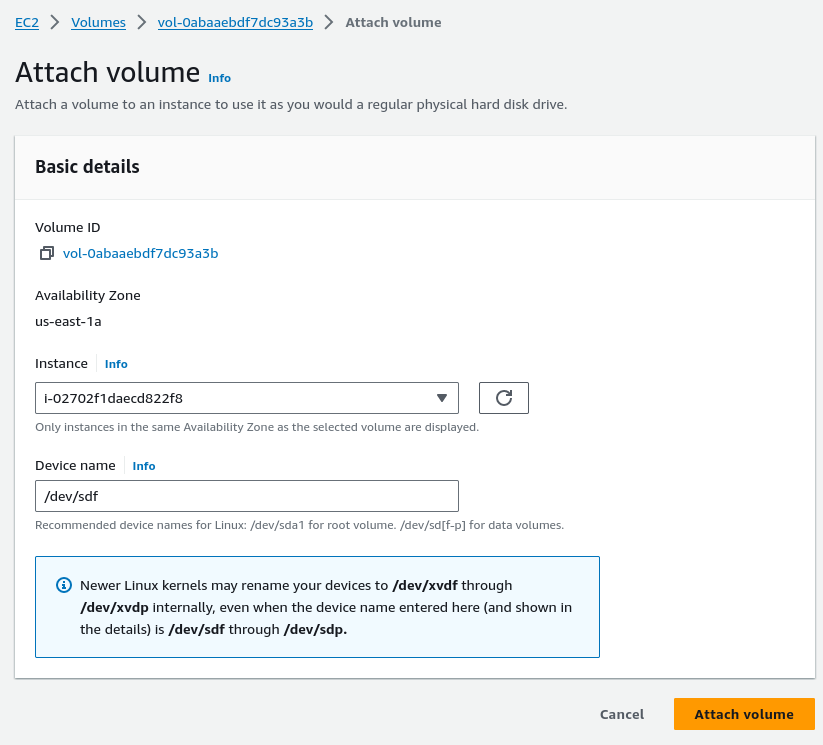 EC2 > Volumes > vol-0abaaebdf7dc93a3b > Attach volume
Attach volume Info
Attach a volume to an instance to use it as you would a regular physical hard disk drive.
Basic details
Volume ID
vol-0abaaebdf7dc93a3b
Availability Zone
us-east-1a
Instance Info
i-02702f1daecd822f8
Only instances in the same Availability Zone as the selected volume are displayed.
Device name Info
/dev/sdf
Recommended device names for Linux: /dev/sda1 for root volume. /dev/sd[f-p] for data volumes.
Newer Linux kernels may rename your devices to /dev/xvdf through
/dev/xvdp internally, even when the device name entered here (and shown in
the details) is /dev/sdf through /dev/sdp.
Cancel Attach volume